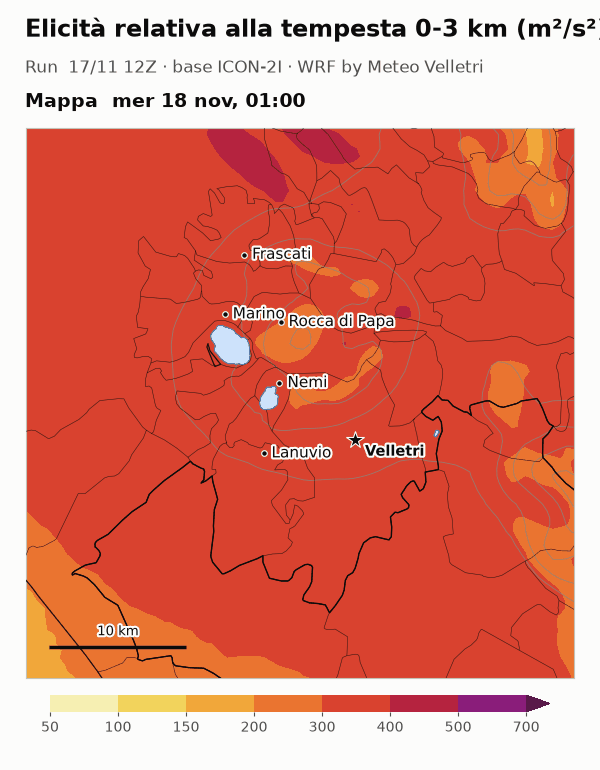 Elicità relativa alla tempesta 0-3 km (m²/s²)
Run 17/11 12Z · base ICON-2I · WRF by Meteo Velletri
Mappa mer 18 nov, 01:00
Frascati
Marino
Rocca di Papa
Nemi
Lanuvio
Velletri
10 km
50 100 150 200 300 400 500 700